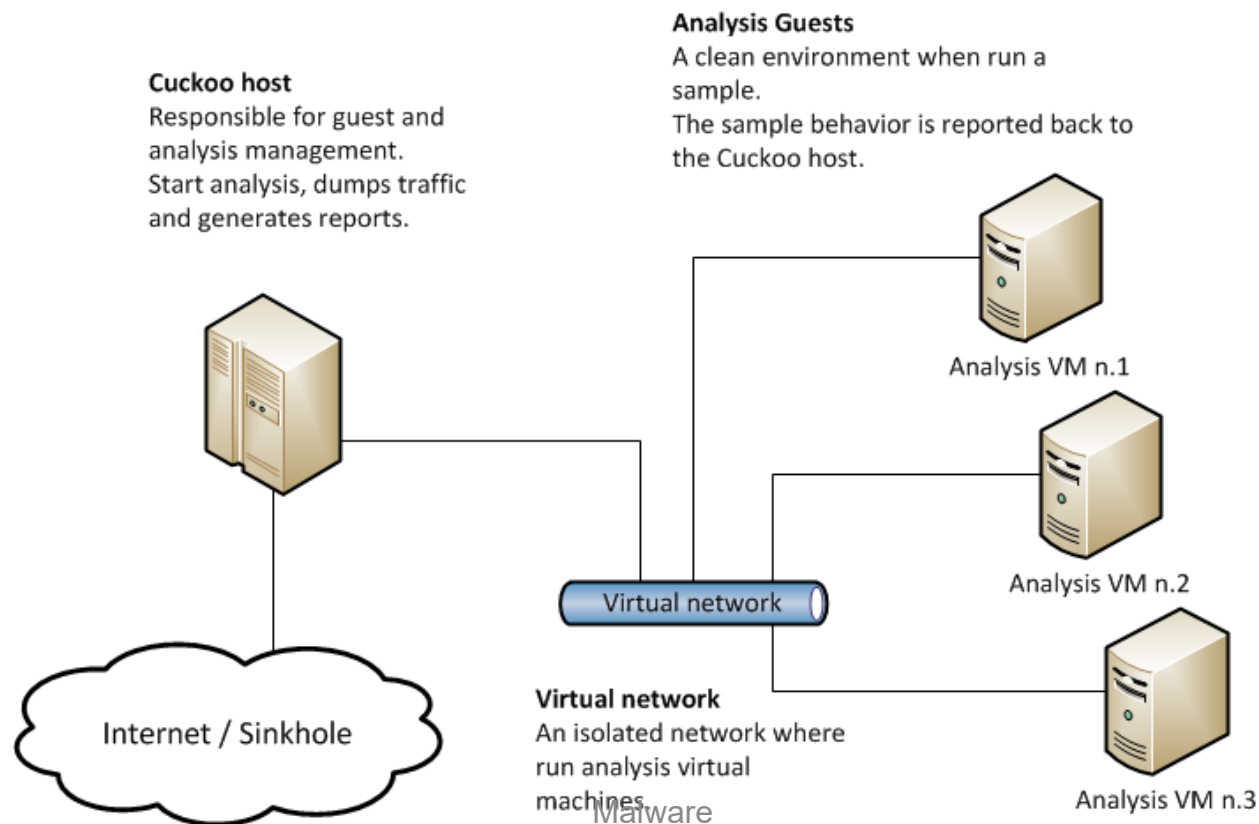 Cuckoo host
Responsible for guest and
analysis management.
Start analysis, dumps traffic
and generates reports.
Analysis Guests
A clean environment when run a
sample.
The sample behavior is reported back to
the Cuckoo host.
Analysis VM n.1
Analysis VM n.2
Virtual network
Internet / Sinkhole
Virtual network
An isolated network where
run analysis virtual
machines.
Analysis VM n.3
Malware